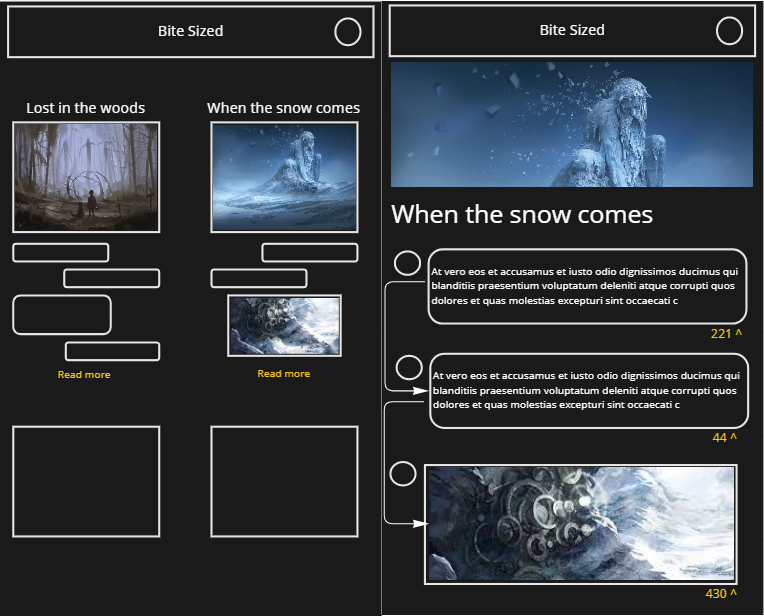 Bite Sized
Lost in the woods
When the snow comes
Read more
Read more
Bite Sized
When the snow comes
At vero eos et accusamus et iusto odio dignissimos ducimus qui
blanditiis praesentium voluptatum deleniti atque corrupti quos
dolores et quas molestias excepturi sint occaecati c
221 ^
At vero eos et accusamus et iusto odio dignissimos ducimus qui
blanditiis praesentium voluptatum deleniti atque corrupti quos
dolores et quas molestias excepturi sint occaecati c
44 ^
430 ^